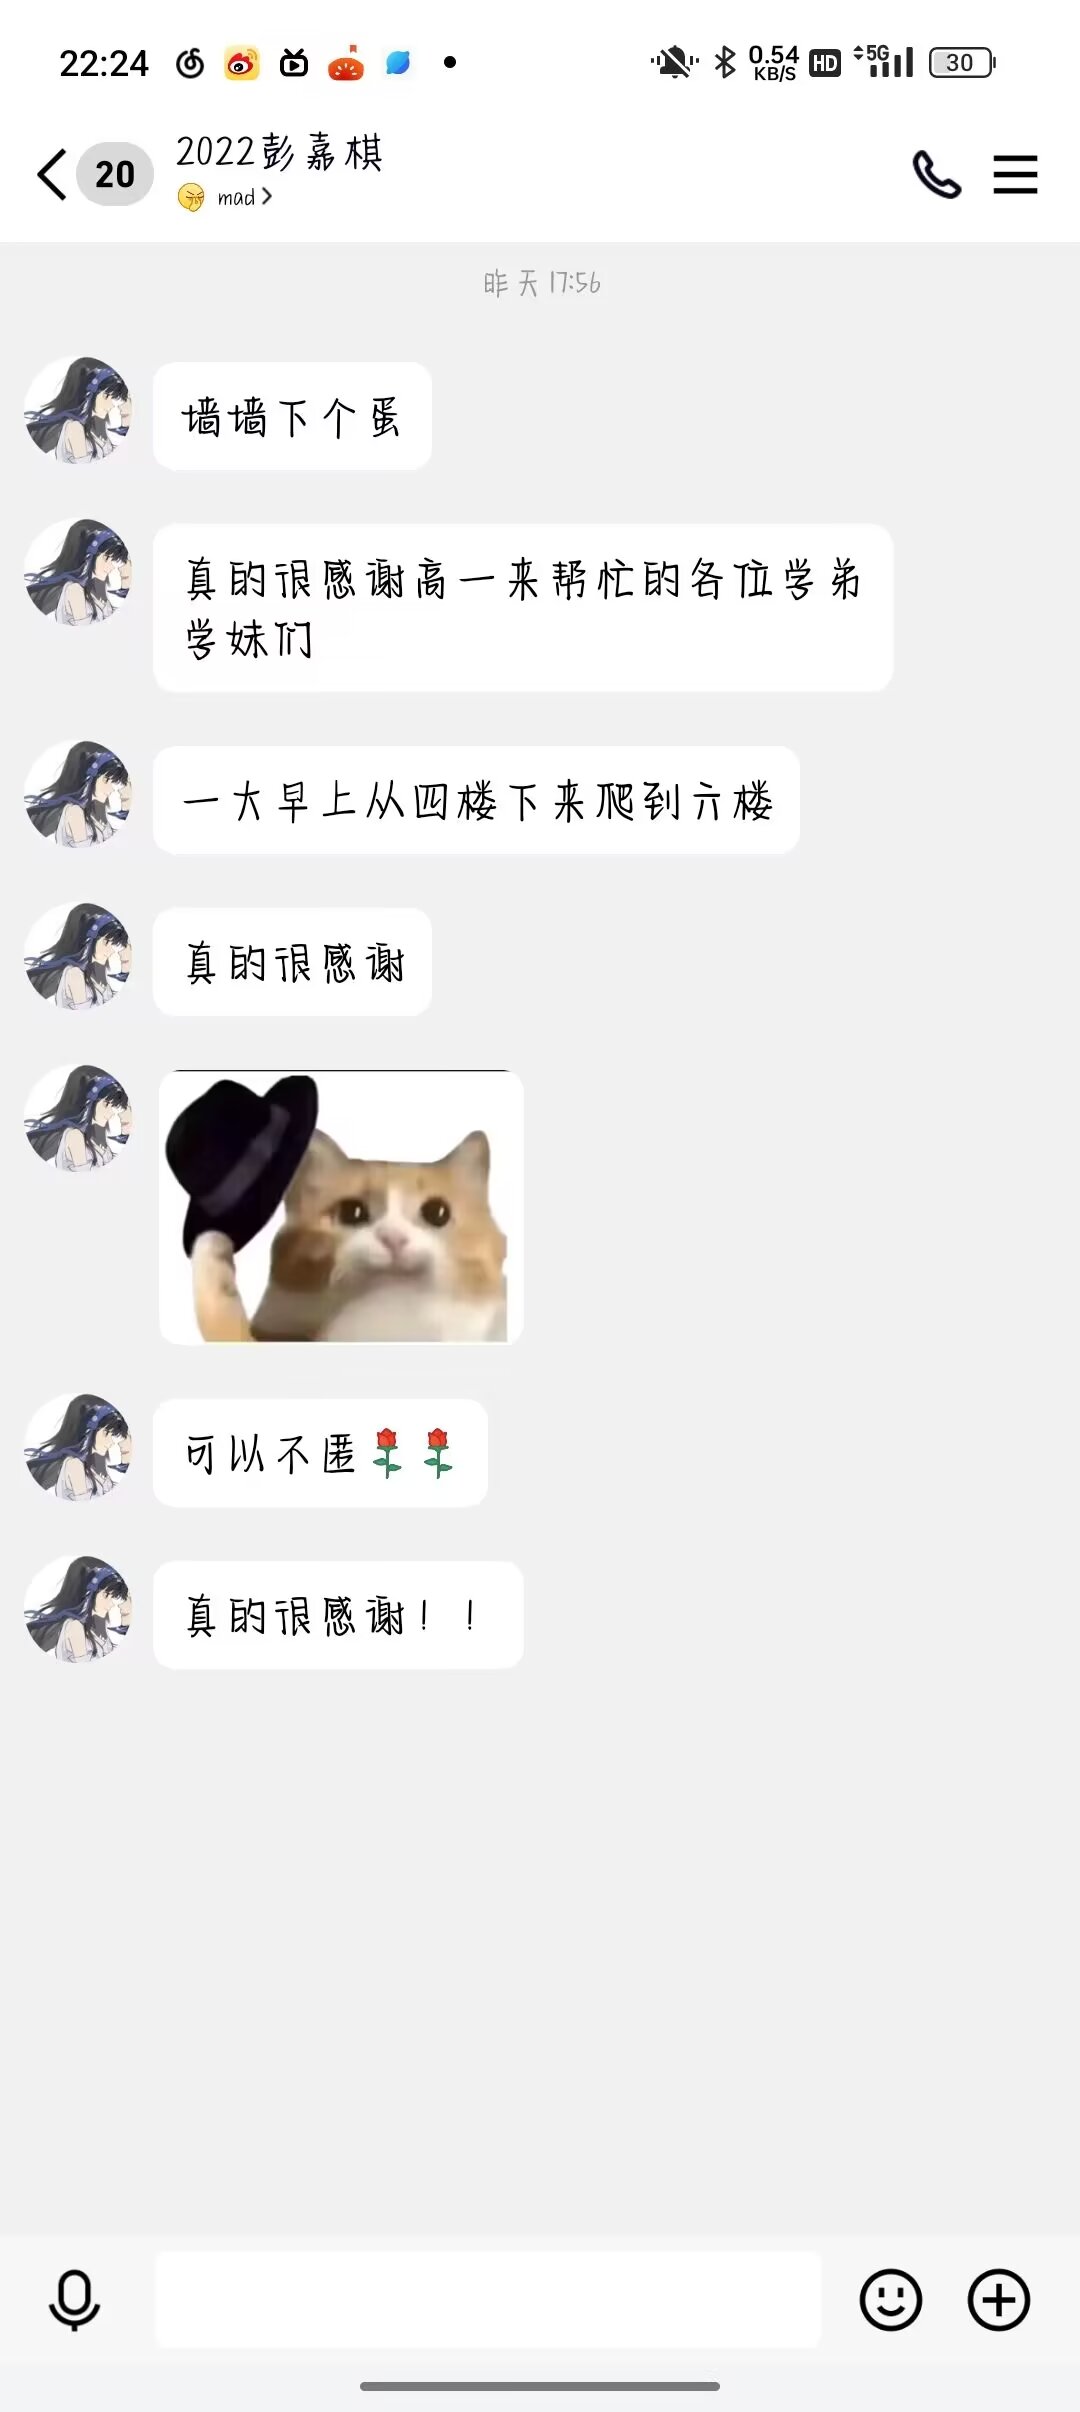 22:24
0.54
KB/S
HD
5G
30
20
2022彭嘉棋
mad
昨天 17:56
墙墙下个蛋
真的很感谢高一来帮忙的各位学弟
学妹们
一大早上从四楼下来爬到六楼
真的很感谢
可以不匿🌹🌹
真的很感谢！！